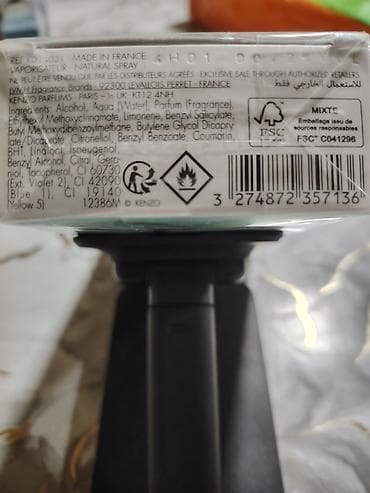 MADE IN FRANCE 4H01
VAPORISATEUR - NATURAL SPRAY
NE PEUT ÊTRE VENDU QUE PAR LES DISTRIBUTEURS AGRÉÉS EXCLUSIVE SALE THROUGH AUTHORIZED RETAILERS
LVMH Fragrance Brands - 92300 LEVALLOIS PERRET - FRANCE للاستعمال الخارجي فقط
KENZO PARFUMS PARIS - In UK KT12 4NH
Ingredients: Alcohol, Aqua (Water), Parfum (Fragrance),
Ethylhexyl Methoxycinnamate, Limonene, Benzyl Salicylate,
Butyl Methoxydibenzoylmethane, Butylene Glycol Dicapry
late/Dicaprate, Citronellol, Benzyl Benzoate, Coumarin,
BHT, Linalool, Isoeugenol,
Benzyl Alcohol, Citral, Gera-
niol, Tocopherol, CI 60730
(Ext. Violet 2), CI 42090
(Blue 1), CI 19140
(Yellow 5).
12386M © KENZO
FSC
MIXTE
Emballage issu de
sources responsables
FSC® C041296
3 274872 357136